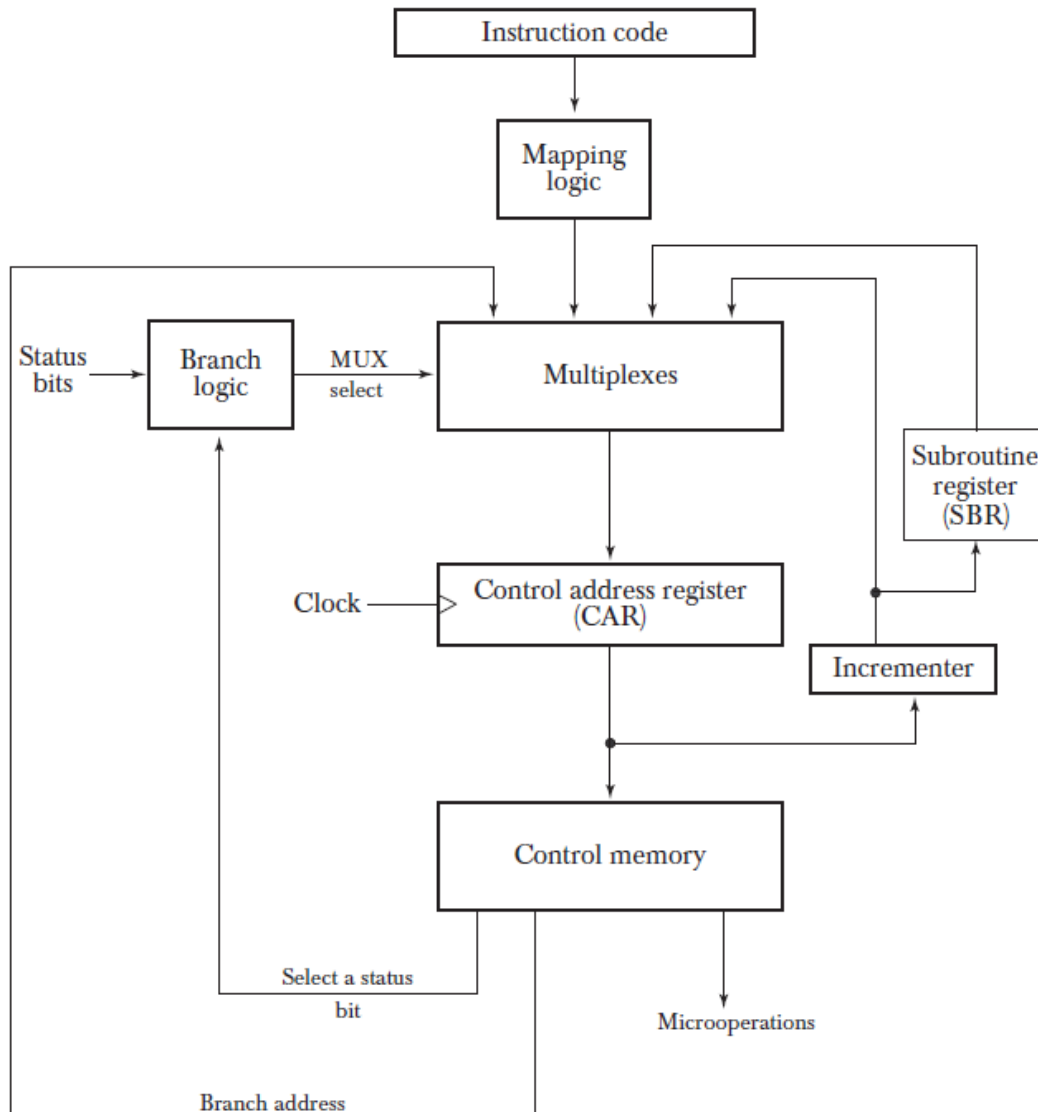 Instruction code
Mapping
logic
Status
bits
Branch
logic
MUX
select
Multiplexes
Subroutine
register
(SBR)
Clock
Control address register
(CAR)
Incrementer
Control memory
Select a status
bit
Microoperations
Branch address